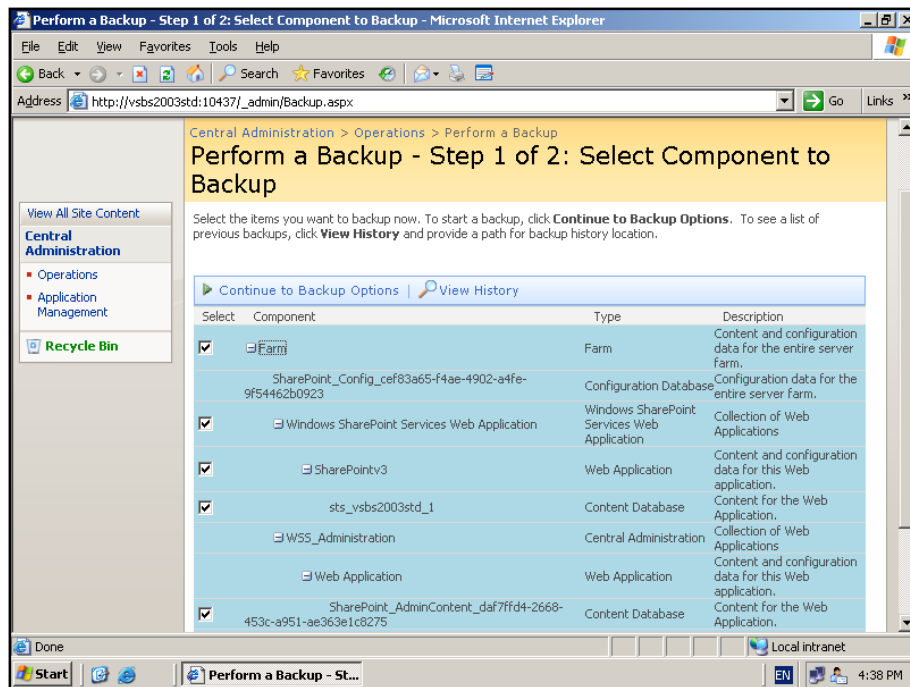 Perform a Backup - Step 1 of 2: Select Component to Backup - Microsoft Internet Explorer
File Edit View Favorites Tools Help
Back Search Favorites
Address http://vsbs2003std:10437/_admin/Backup.aspx Go Links »
Central Administration > Operations > Perform a Backup
Perform a Backup - Step 1 of 2: Select Component to
Backup
View All Site Content
Central
Administration
Operations
Application
Management
Recycle Bin
Select the items you want to backup now. To start a backup, click Continue to Backup Options. To see a list of
previous backups, click View History and provide a path for backup history location.
Continue to Backup Options | View History
Select Component Type Description
Farm Farm Content and configuration
data for the entire server
farm.
SharePoint_Config_cef83a65-f4ae-4902-a4fe-
9f54462b0923 Configuration Database Configuration data for the
entire server farm.
Windows SharePoint Services Web Application Windows SharePoint
Services Web
Application Collection of Web
Applications
SharePointv3 Web Application Content and configuration
data for this Web
application.
sts_vsbs2003std_1 Content Database Content for the Web
Application.
WSS_Administration Central Administration Collection of Web
Applications
Web Application Web Application Content and configuration
data for this Web
application.
SharePoint_AdminContent_daf7ffd4-2668-
453c-a951-ae363e1c8275 Content Database Content for the Web
Application.
Done Local intranet
Start Perform a Backup - St... EN 4:38 PM